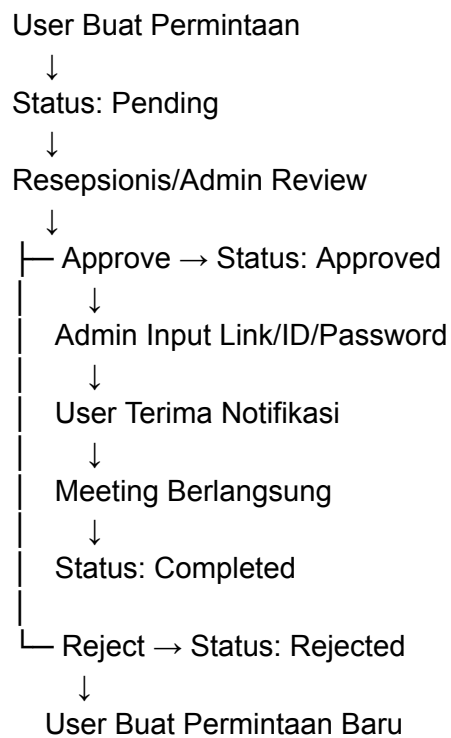 User Buat Permintaan
↓
Status: Pending
↓
Resepsionis/Admin Review
↓
├─ Approve → Status: Approved
│ ↓
│ Admin Input Link/ID/Password
│ ↓
│ User Terima Notifikasi
│ ↓
│ Meeting Berlangsung
│ ↓
│ Status: Completed
│
└─ Reject → Status: Rejected
↓
User Buat Permintaan Baru